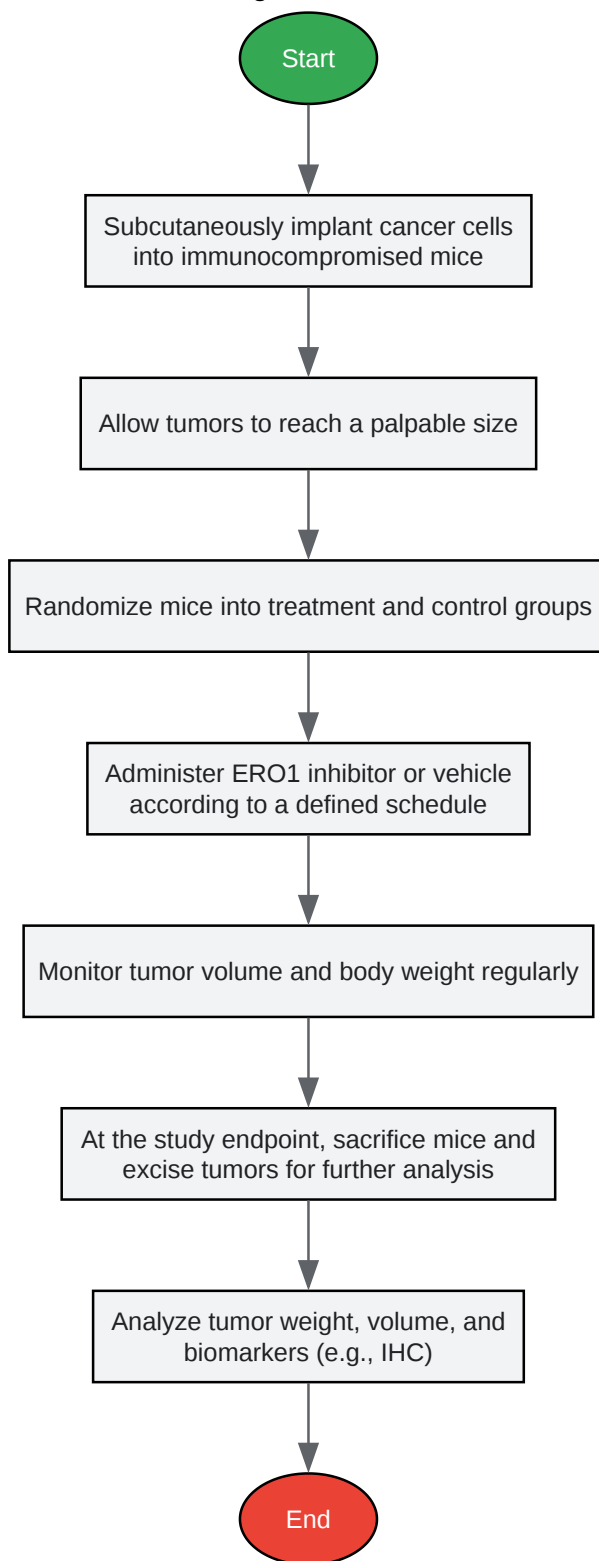 Start
Subcutaneously implant cancer cells
into immunocompromised mice
Allow tumors to reach a palpable size
Randomize mice into treatment and control groups
Administer ERO1 inhibitor or vehicle
according to a defined schedule
Monitor tumor volume and body weight regularly
At the study endpoint, sacrifice mice and
excise tumors for further analysis
Analyze tumor weight, volume, and
biomarkers (e.g., IHC)
End